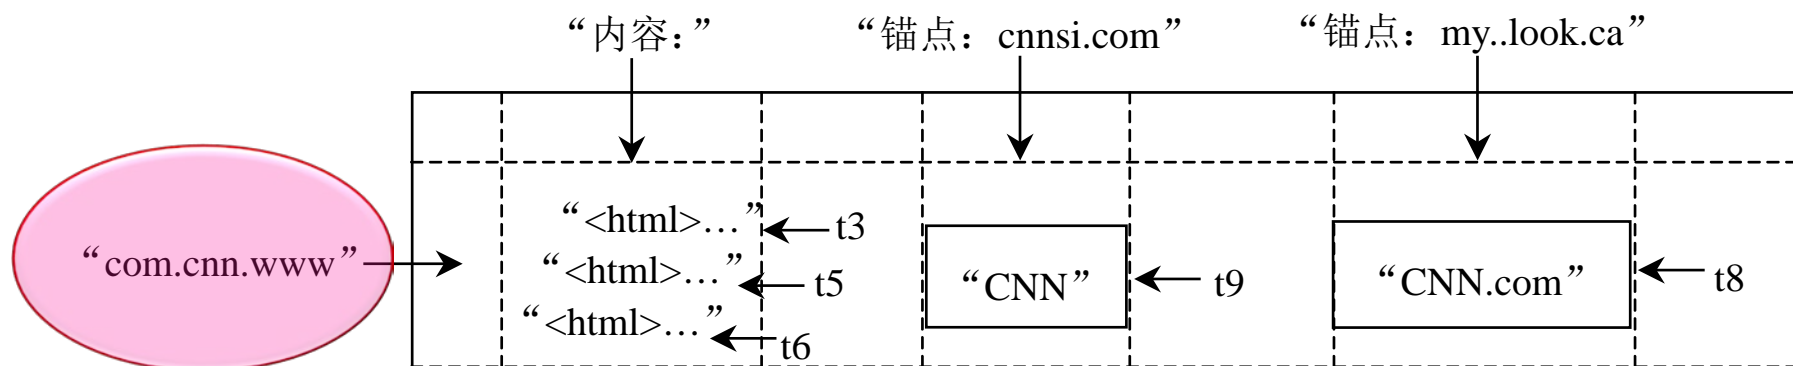 “内容：”
“锚点：cnnsi.com”
“锚点：my..look.ca”
“com.cnn.www”
“<html>…”
t3
“<html>…”
t5
“<html>…”
t6
“CNN”
t9
“CNN.com”
t8